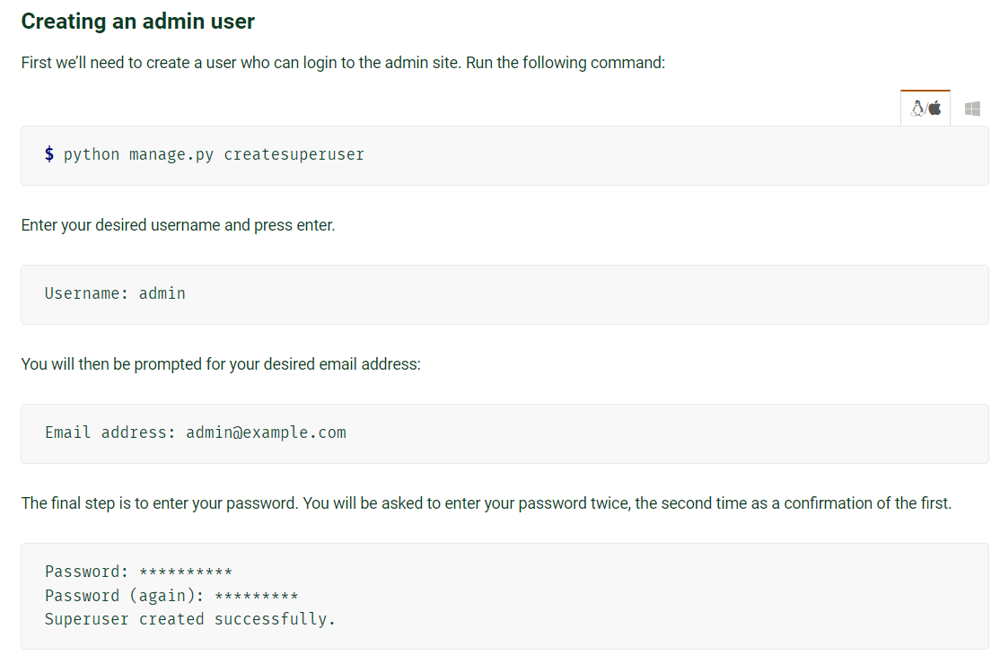 Creating an admin user
First we’ll need to create a user who can login to the admin site. Run the following command:
/
$ python manage.py createsuperuser
Enter your desired username and press enter.
Username: admin
You will then be prompted for your desired email address:
Email address: admin@example.com
The final step is to enter your password. You will be asked to enter your password twice, the second time as a confirmation of the first.
Password: **********
Password (again): *********
Superuser created successfully.